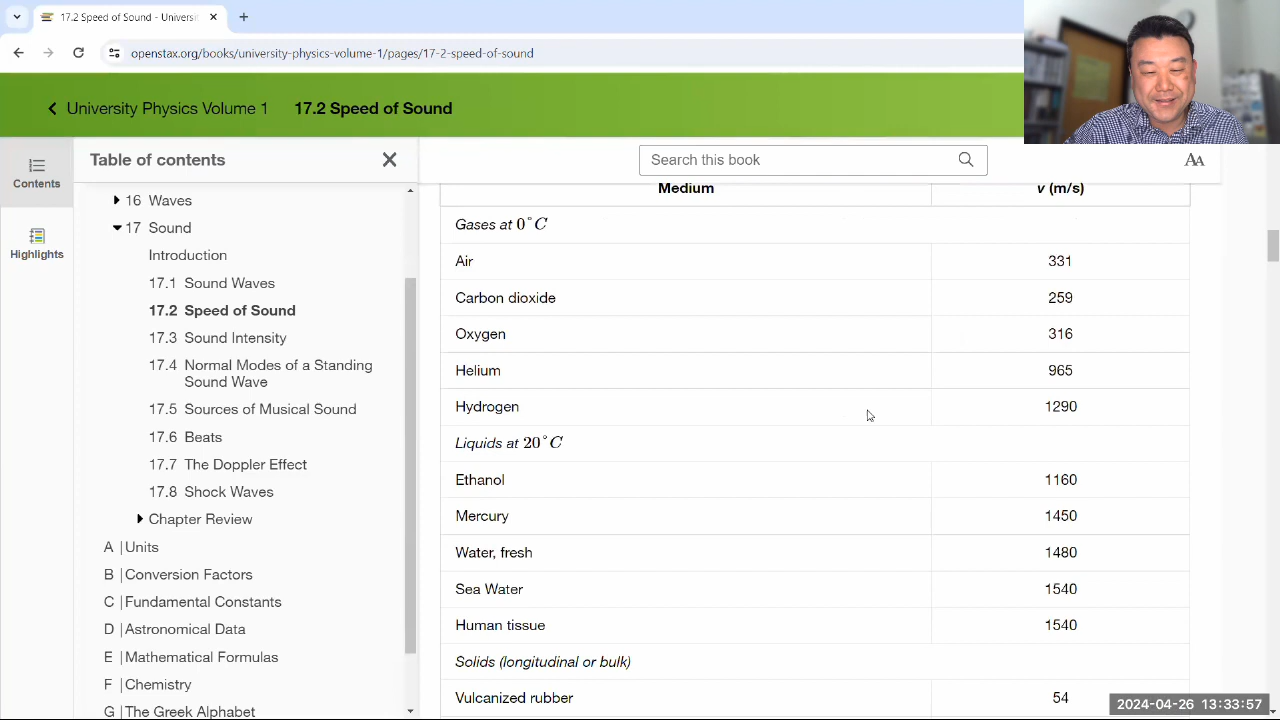 17.2 Speed of Sound - Universi
openstax.org/books/university-physics-volume-1/pages/17-2-speed-of-sound
University Physics Volume 1 17.2 Speed of Sound
Contents
Highlights
Table of contents
16 Waves
17 Sound
Introduction
17.1 Sound Waves
17.2 Speed of Sound
17.3 Sound Intensity
17.4 Normal Modes of a Standing
Sound Wave
17.5 Sources of Musical Sound
17.6 Beats
17.7 The Doppler Effect
17.8 Shock Waves
Chapter Review
A | Units
B | Conversion Factors
C | Fundamental Constants
D | Astronomical Data
E | Mathematical Formulas
F | Chemistry
G | The Greek Alphabet
Search this book
AA
Medium v (m/s)
Gases at 0°C
Air 331
Carbon dioxide 259
Oxygen 316
Helium 965
Hydrogen 1290
Liquids at 20°C
Ethanol 1160
Mercury 1450
Water, fresh 1480
Sea Water 1540
Human tissue 1540
Solids (longitudinal or bulk)
Vulcanized rubber 54
2024-04-26 13:33:57